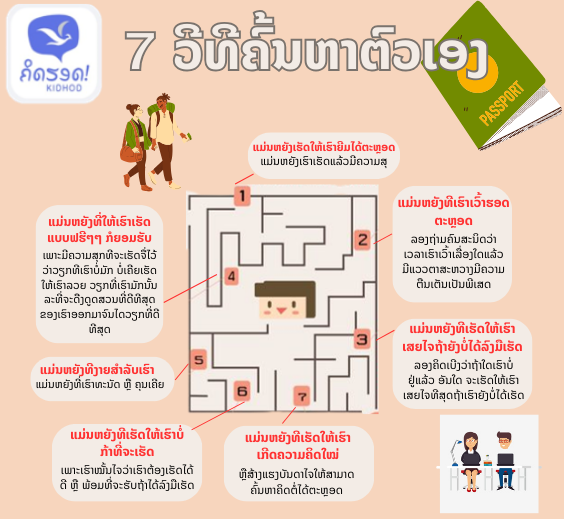 ຄຶດຮອດ!
KIDHOD
7 ວິທີຄົ້ນຫາຕົວເອງ
PASSPORT
ແມ່ນຫຍັງເຮັດໃຫ້ເຮົາຍິ້ມໄດ້ຕະຫຼອດ
ແມ່ນຫຍັງເຮົາເຮັດແລ້ວມີຄວາມສຸ
1
ແມ່ນຫຍັງທີ່ເຮົາເວົ້າຮອດ
ຕະຫຼອດ
ລອງຖາມຄົນສະນິດວ່າ
ເວລາເຮົາເວົ້າເລື່ອງໃດແລ້ວ
ມີແວວຕາສະຫວ່າງມີຄວາມ
ຕື່ນເຕັ້ນເປັນພິເສດ
2
ແມ່ນຫຍັງທີ່ເຮັດໃຫ້ເຮົາ
ເສຍໃຈຖ້າຍັງບໍ່ໄດ້ລົງມືເຮັດ
ລອງຄິດເບິ່ງວ່າຖ້າໃດເຮົາບໍ່
ຢູ່ແລ້ວ ອັນໃດ ຈະເຮັດໃຫ້ເຮົາ
ເສຍໃຈທີ່ສຸດຖ້າເຮົາຍັງບໍ່ໄດ້ເຮັດ
3
ແມ່ນຫຍັງທີ່ໃຫ້ເຮົາເຮັດ
ແບບຟຣີໆໆ ກໍຍອມຮັບ
ເພາະມີຄວາມສຸກທີ່ຈະເຮັດຈື່ໄວ້
ວ່າວຽກທີ່ເຮົາບໍ່ມັກ ບໍ່ເຄີຍເຮັດ
ໃຫ້ເຮົາລວຍ ວຽກທີ່ເຮົາມັກນັ້ນ
ລະທີ່ຈະດຶງດູດສວນທີ່ດີທີ່ສຸດ
ຂອງເຮົາອອກມາຈົນໄດວຽກທີ່ດີ
ທີ່ສຸດ
4
ແມ່ນຫຍັງທີ່ງາຍສຳລັບເຮົາ
ແມ່ນຫຍັງທີ່ເຮົາຖະນັດ ຫຼື ຄຸນເຄີຍ
5
ແມ່ນຫຍັງທີ່ເຮັດໃຫ້ເຮົາບໍ່
ກ້າທີ່ຈະເຮັດ
ເພາະເຮົາໝັ້ນໃຈວ່າເຮົາຕ້ອງເຮັດໄດ້
ດີ ຫຼື ພ້ອມທີ່ຈະຮັບຖ້າໄດ້ລົງມືເຮັດ
6
ແມ່ນຫຍັງທີ່ເຮັດໃຫ້ເຮົາ
ເກີດຄວາມຄິດໃໝ່
ຫຼືສ້າງແຮງບັນດານໃຈໃຫ້ສາມາດ
ຄົ້ນຫາຄິດຕໍ່ໄດ້ຕະຫຼອດ
7